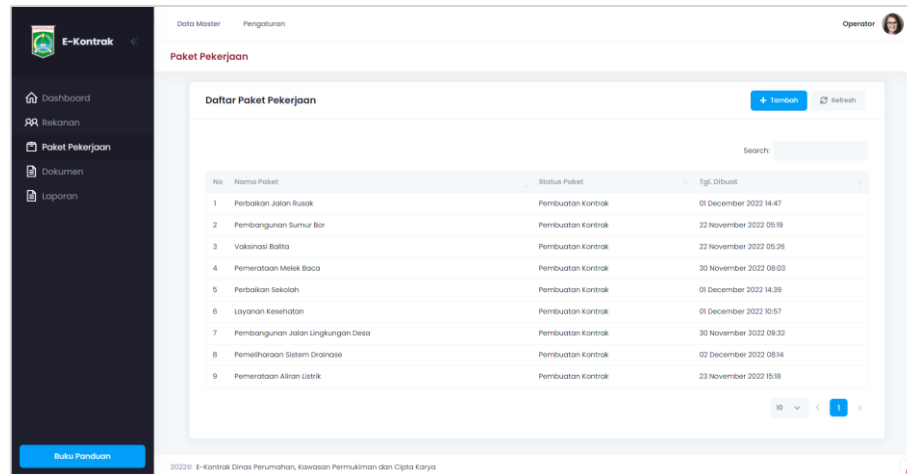 E-Kontrak
Dashboard
Rekanan
Paket Pekerjaan
Dokumen
Laporan
Buku Panduan
Data Master Pengaturan Operator
Paket Pekerjaan
Daftar Paket Pekerjaan + Tambah Refresh
Search:
No Nama Paket Status Paket Tgl. Dibuat
1 Perbaikan Jalan Rusak Pembuatan Kontrak 01 December 2022 14:47
2 Pembangunan Sumur Bor Pembuatan Kontrak 22 November 2022 05:19
3 Vaksinasi Balita Pembuatan Kontrak 22 November 2022 05:26
4 Pemerataan Melek Baca Pembuatan Kontrak 30 November 2022 08:03
5 Perbaikan Sekolah Pembuatan Kontrak 01 December 2022 14:39
6 Layanan Kesehatan Pembuatan Kontrak 01 December 2022 10:57
7 Pembangunan Jalan Lingkungan Desa Pembuatan Kontrak 30 November 2022 09:32
8 Pemeliharaan Sistem Drainase Pembuatan Kontrak 02 December 2022 08:14
9 Pemerataan Aliran Listrik Pembuatan Kontrak 23 November 2022 15:18
10 1
2022© E-Kontrak Dinas Perumahan, Kawasan Permukiman dan Cipta Karya